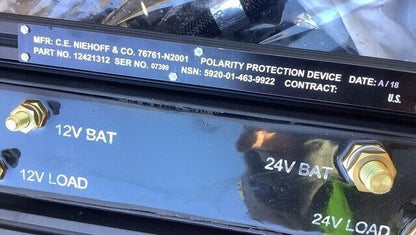 MFR: C.E. NIEHOFF & CO. 76761-N2001 POLARITY PROTECTION DEVICE DATE: A/18
PART NO. 12421312 SER NO. 07399 NSN: 5920-01-463-9922 CONTRACT:
U.S.
12V BAT
24V BAT
12V LOAD
24V LOAD